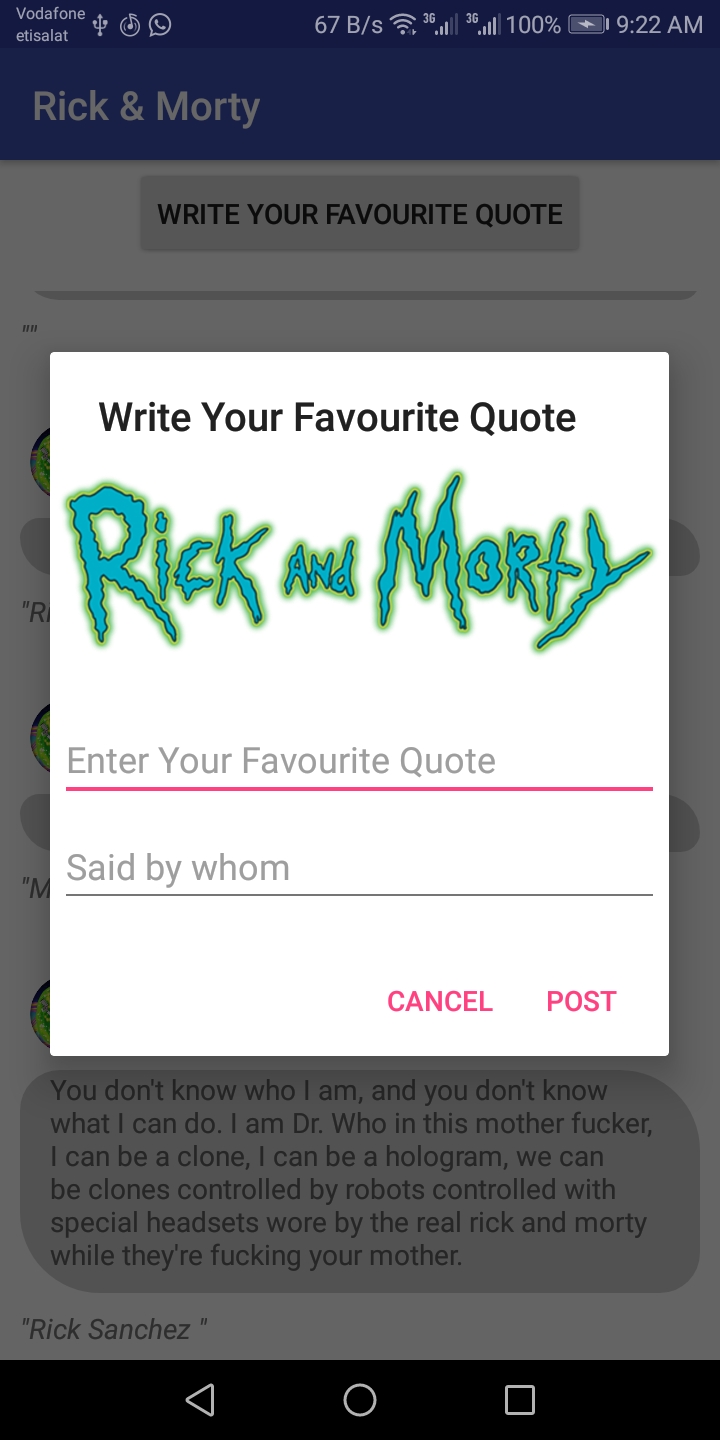 Vodafone
etisalat
67 B/s 3G 3G 100% 9:22 AM
Rick & Morty
WRITE YOUR FAVOURITE QUOTE
""
Write Your Favourite Quote
Rick And Morty
"Ri
Enter Your Favourite Quote
Said by whom
"M
CANCEL POST
You don't know who I am, and you don't know
what I can do. I am Dr. Who in this mother fucker,
I can be a clone, I can be a hologram, we can
be clones controlled by robots controlled with
special headsets wore by the real rick and morty
while they're fucking your mother.
"Rick Sanchez "